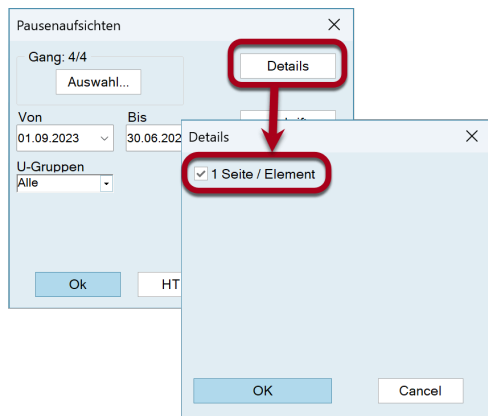 Pausenaufsichten
Gang: 4/4
Auswahl...
Details
Von
Bis
01.09.2023
30.06.202
U-Gruppen
Alle
Ok
HT
Details
1 Seite / Element
OK
Cancel